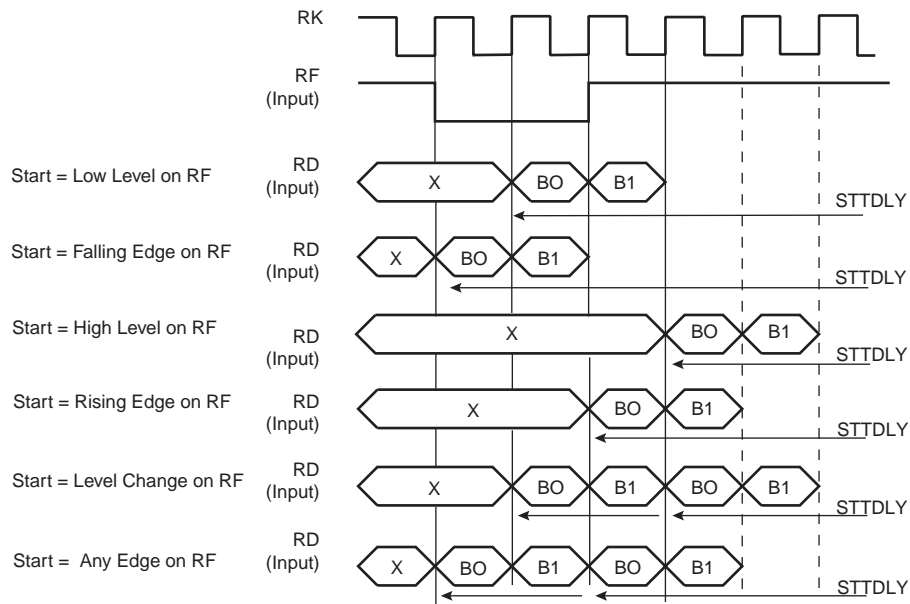 RK
RF
(Input)
Start = Low Level on RF
RD
(Input)
X
BO
B1
STTDLY
Start = Falling Edge on RF
RD
(Input)
X
BO
B1
STTDLY
Start = High Level on RF
RD
(Input)
X
BO
B1
STTDLY
Start = Rising Edge on RF
RD
(Input)
X
BO
B1
STTDLY
Start = Level Change on RF
RD
(Input)
X
BO
B1
BO
B1
STTDLY
Start = Any Edge on RF
RD
(Input)
X
BO
B1
BO
B1
STTDLY